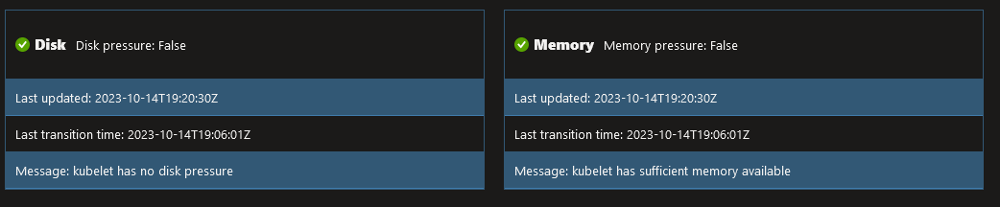 Disk Disk pressure: False
Last updated: 2023-10-14T19:20:30Z
Last transition time: 2023-10-14T19:06:01Z
Message: kubelet has no disk pressure
Memory Memory pressure: False
Last updated: 2023-10-14T19:20:30Z
Last transition time: 2023-10-14T19:06:01Z
Message: kubelet has sufficient memory available